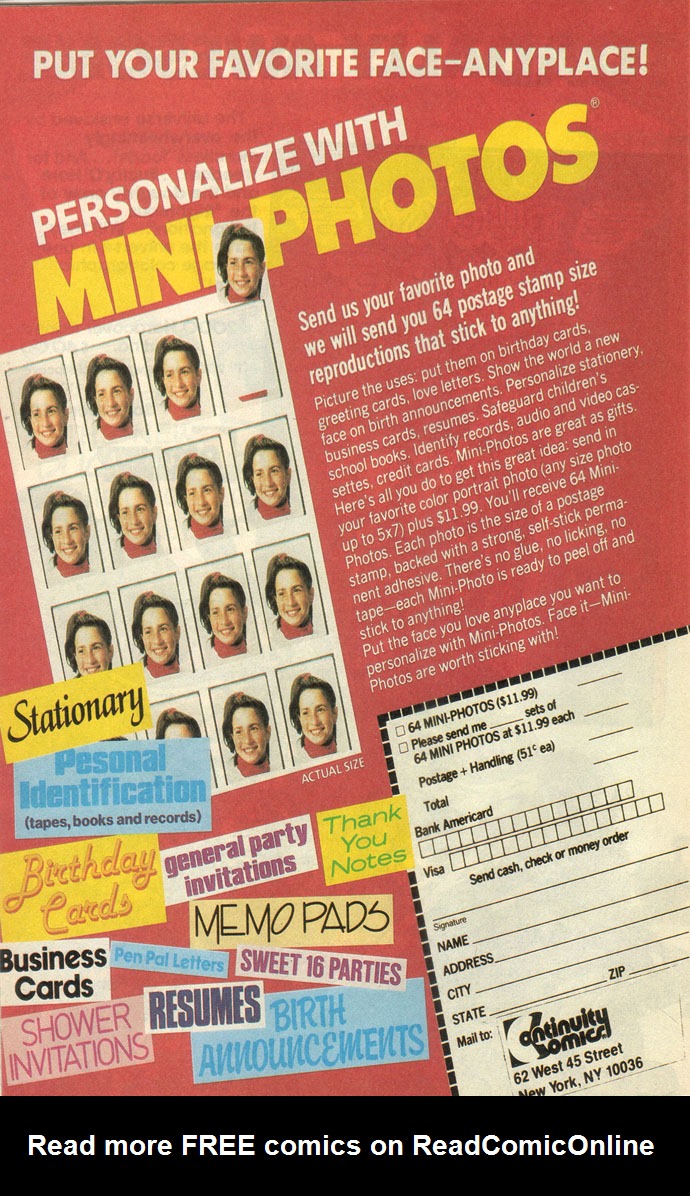 PUT YOUR FAVORITE FACE–ANYPLACE!
PERSONALIZE WITH
MINI-PHOTOS®
Send us your favorite photo and
we will send you 64 postage stamp size
reproductions that stick to anything!
Picture the uses: put them on birthday cards,
greeting cards, love letters. Show the world a new
face on birth announcements. Personalize stationery,
business cards, resumes. Safeguard children's
school books. Identify records, audio and video cas-
settes, credit cards. Mini-Photos are great as gifts.
Here's all you do to get this great idea: send in
your favorite color portrait photo (any size photo
up to 5x7) plus $11.99. You'll receive 64 Mini-
Photos. Each photo is the size of a postage
stamp, backed with a strong, self-stick perma-
nent adhesive. There's no glue, no licking, no
tape—each Mini-Photo is ready to peel off and
stick to anything!
Put the face you love anyplace you want to
personalize with Mini-Photos. Face it—Mini-
Photos are worth sticking with!
ACTUAL SIZE
Stationary
Pesonal
Identification
(tapes, books and records)
Birthday
Cards
general party
invitations
Thank
You
Notes
MEMO PADS
Business
Cards
Pen Pal Letters
SWEET 16 PARTIES
SHOWER
INVITATIONS
RESUMES
BIRTH
ANNOUNCEMENTS
64 MINI-PHOTOS ($11.99)
Please send me ____ sets of
64 MINI PHOTOS at $11.99 each
Postage + Handling (51¢ ea)
Total
Bank Americard
Visa
Send cash, check or money order
Signature
NAME
ADDRESS
CITY
STATE ZIP
Mail to:
Continuity
Comics
62 West 45 Street
New York, NY 10036
Read more FREE comics on ReadComicOnline